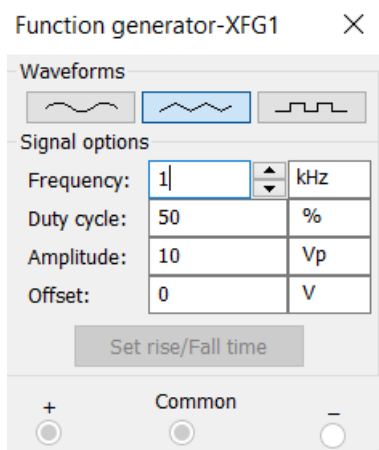 Function generator-XFG1
Waveforms
Signal options
Frequency: 1 kHz
Duty cycle: 50 %
Amplitude: 10 Vp
Offset: 0 V
Set rise/Fall time
+ Common –